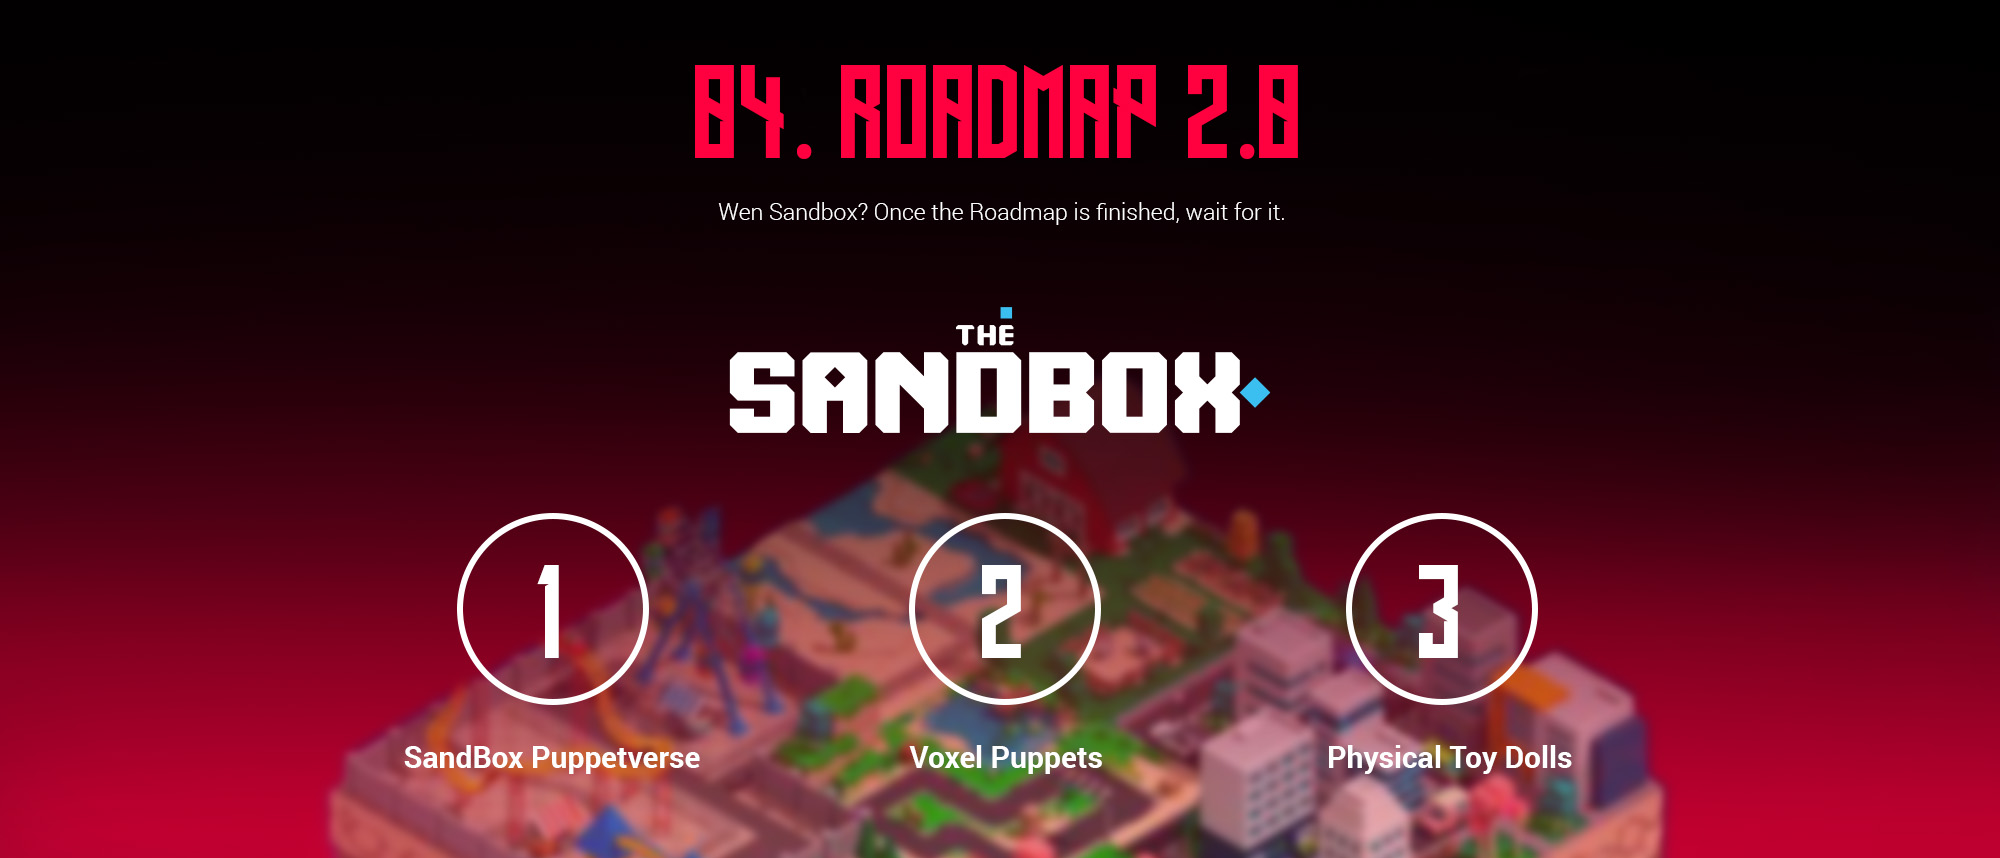 04. ROADMAP 2.0
Wen Sandbox? Once the Roadmap is finished, wait for it.
THE
SANDBOX
1
2
3
SandBox Puppetverse
Voxel Puppets
Physical Toy Dolls